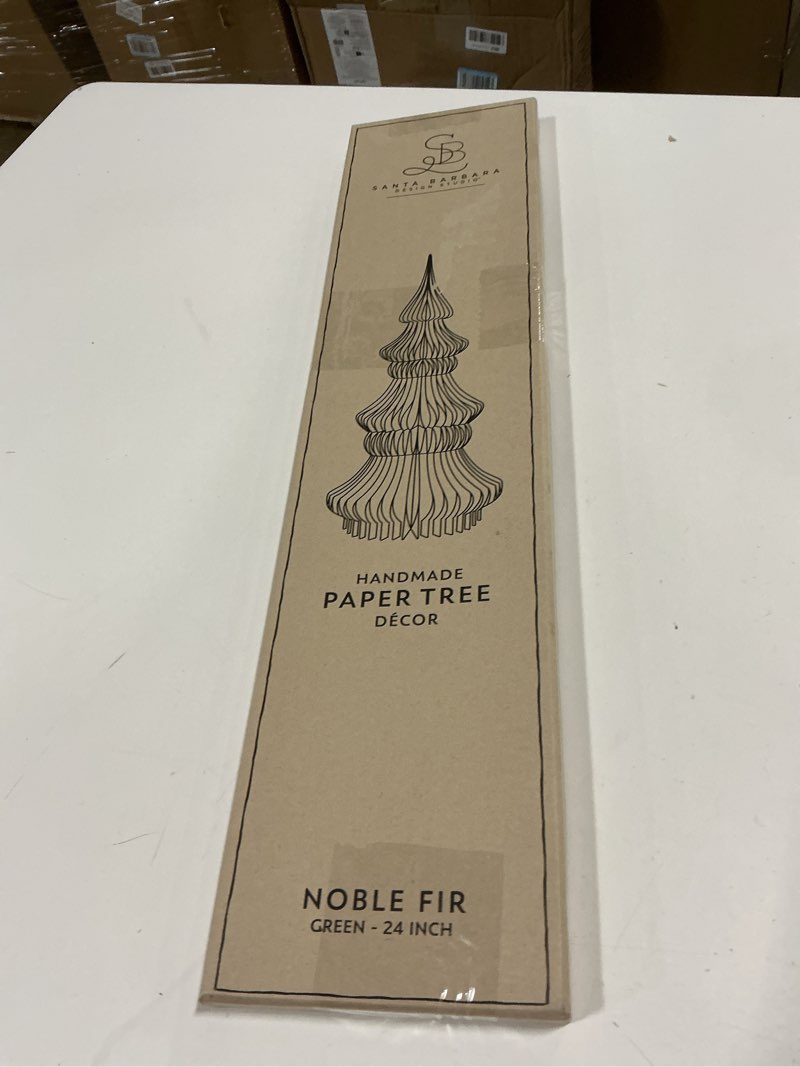 SB
SANTA BARBARA
DESIGN STUDIO
HANDMADE
PAPER TREE
DÉCOR
NOBLE FIR
GREEN - 24 INCH